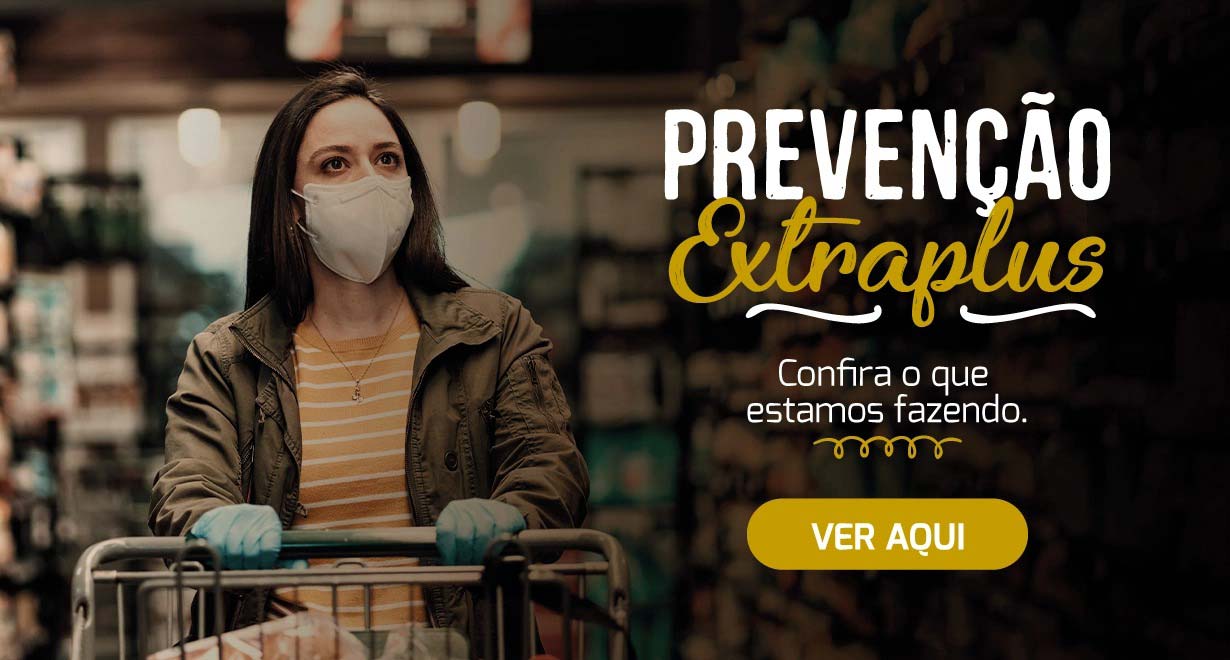 PREVENÇÃO
Extraplus
Confira o que
estamos fazendo.
VER AQUI